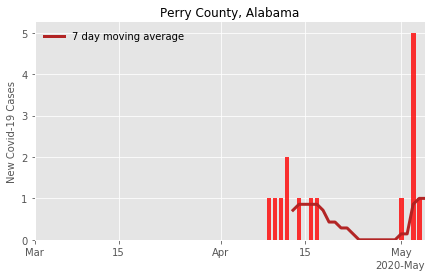 Perry County, Alabama
7 day moving average
New Covid-19 Cases
5
4
3
2
1
0
Mar 15 Apr 15 May
2020-May